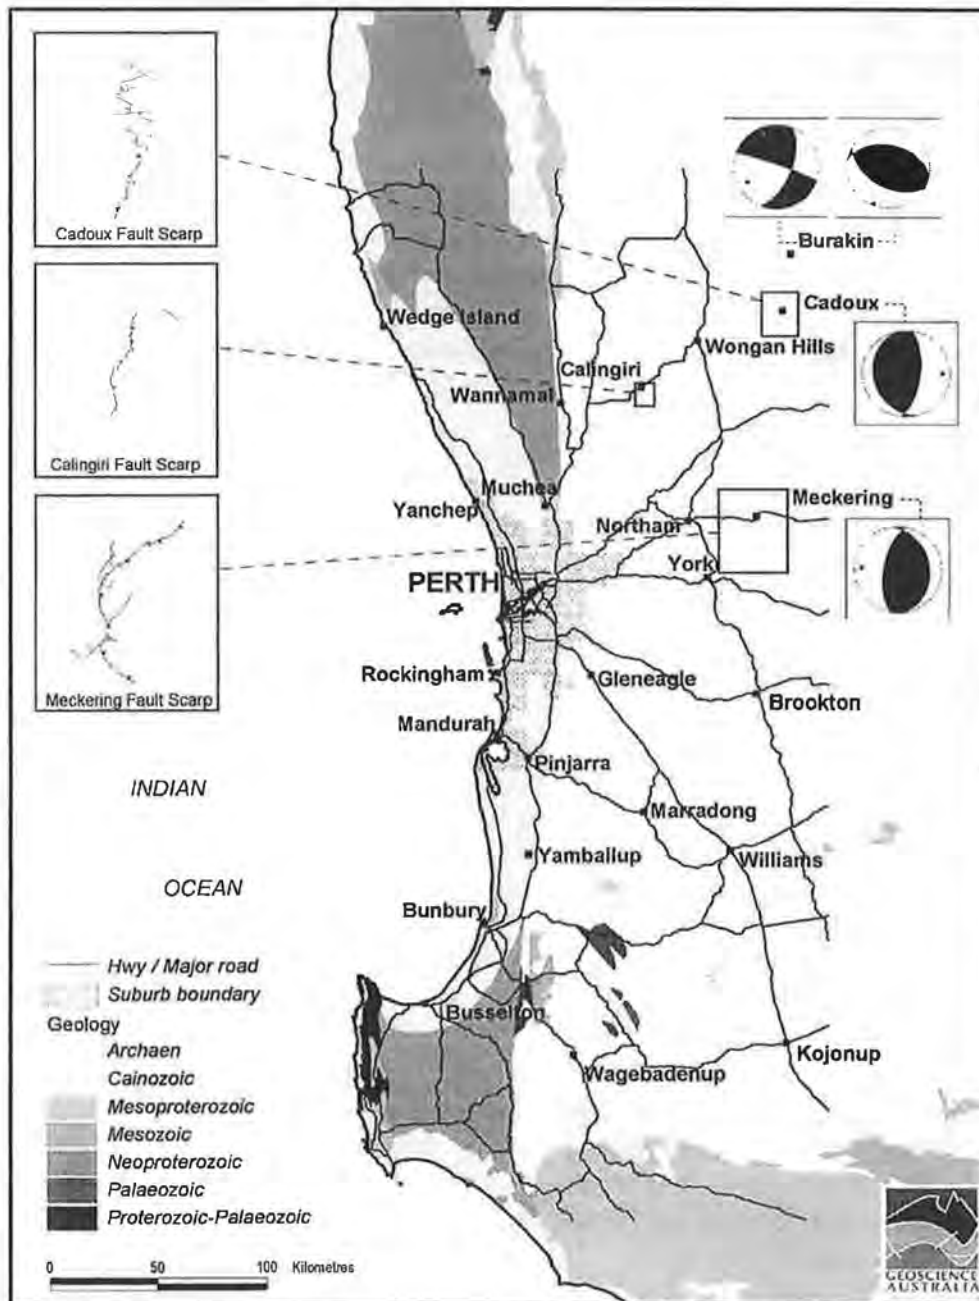 Cadoux Fault Scarp
Calingiri Fault Scarp
Meckering Fault Scarp
Burakin
Cadoux
Wedge Island
Wongan Hills
Calingiri
Wannamal
Muchea
Yanchep
Meckering
Northam
York
PERTH
Rockingham
Gleneagle
Brookton
Mandurah
Pinjarra
INDIAN
Marradong
Yamballup
Williams
OCEAN
Bunbury
Hwy / Major road
Suburb boundary
Busselton
Geology
Archaen
Kojonup
Cainozoic
Wagebadenup
Mesoproterozoic
Mesozoic
Neoproterozoic
Palaeozoic
Proterozoic-Palaeozoic
0 50 100 Kilometres
GEOSCIENCE
AUSTRALIA